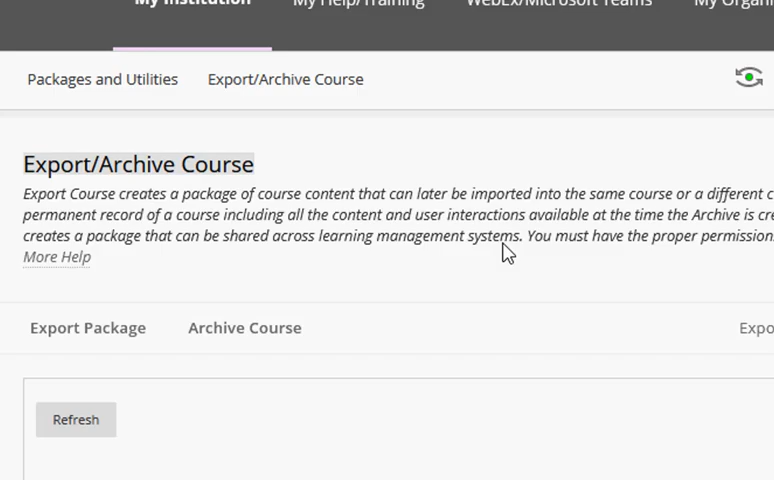 My Institution My Help/Training WebEx/Microsoft Teams My
Packages and Utilities Export/Archive Course
Export/Archive Course
Export Course creates a package of course content that can later be imported into the same course or a different
permanent record of a course including all the content and user interactions available at the time the Archive is
creates a package that can be shared across learning management systems. You must have the proper
More Help
Export Package Archive Course
Refresh